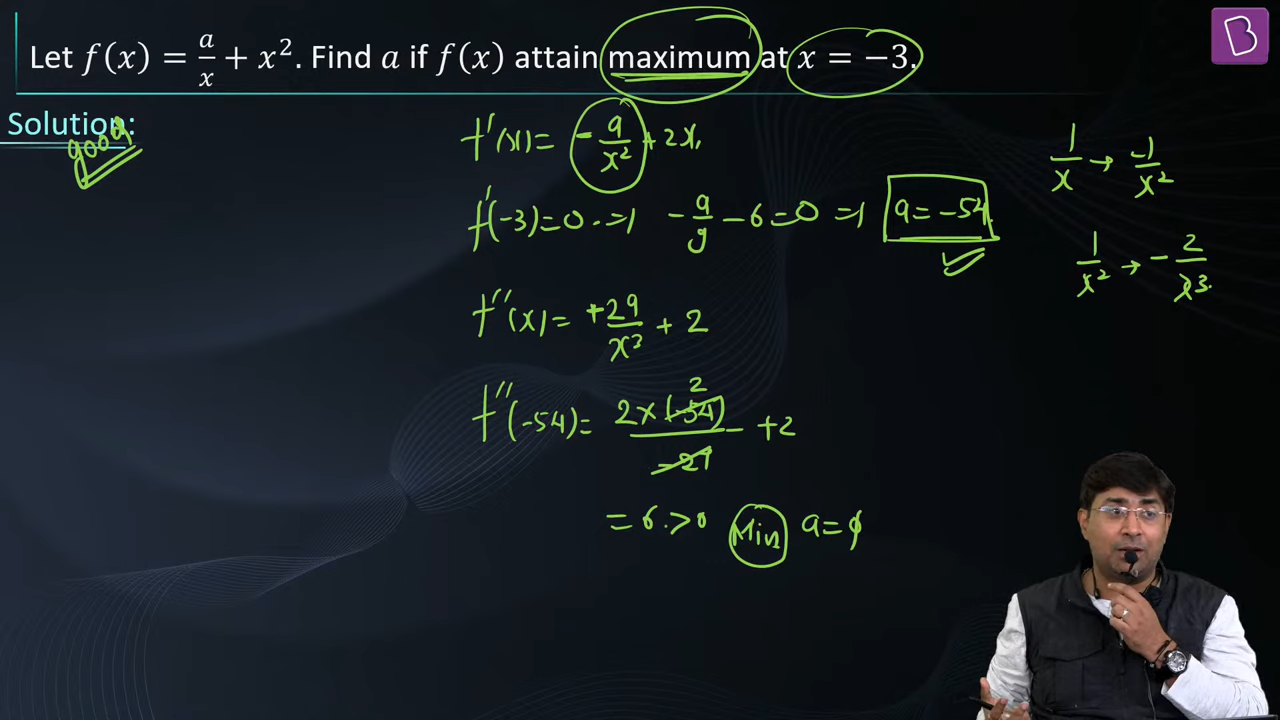 B
Let f(x) = a/x + x². Find a if f(x) attain maximum at x = −3.
Solution:
good
f'(x) = - a/x² + 2x.
f'(-3) = 0 ⇒ - a/9 - 6 = 0 ⇒ a = -54
f''(x) = + 2a/x³ + 2
f''(-54) = 2 x (-54) 2 / -27 + 2
= 6 > 0 Min a = ϕ
1/x → -1/x²
1/x² → - 2/x³